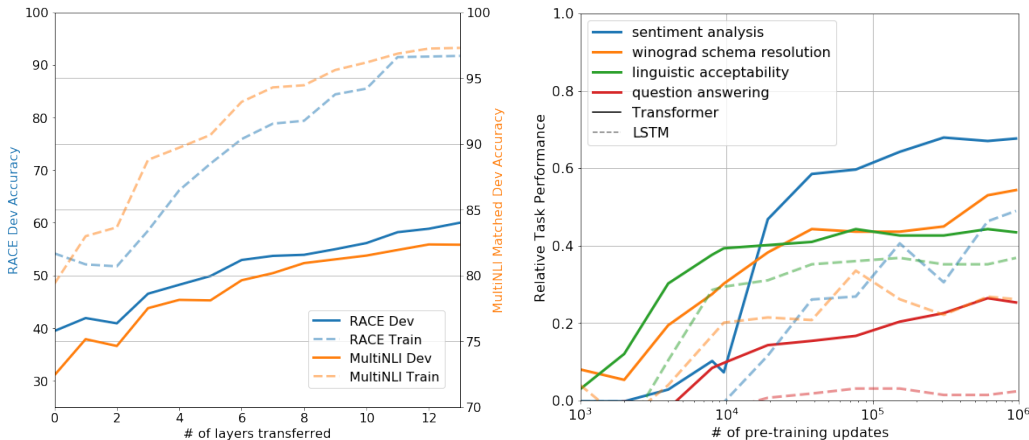 100
90
80
70
60
50
40
30
RACE Dev Accuracy
0
2
4
6
8
10
12
# of layers transferred
100
95
90
85
80
75
70
MultiNLI Matched Dev Accuracy
RACE Dev
RACE Train
MultiNLI Dev
MultiNLI Train
1.0
0.8
0.6
0.4
0.2
0.0
Relative Task Performance
sentiment analysis
winograd schema resolution
linguistic acceptability
question answering
Transformer
LSTM
10³
10⁴
10⁵
10⁶
# of pre-training updates